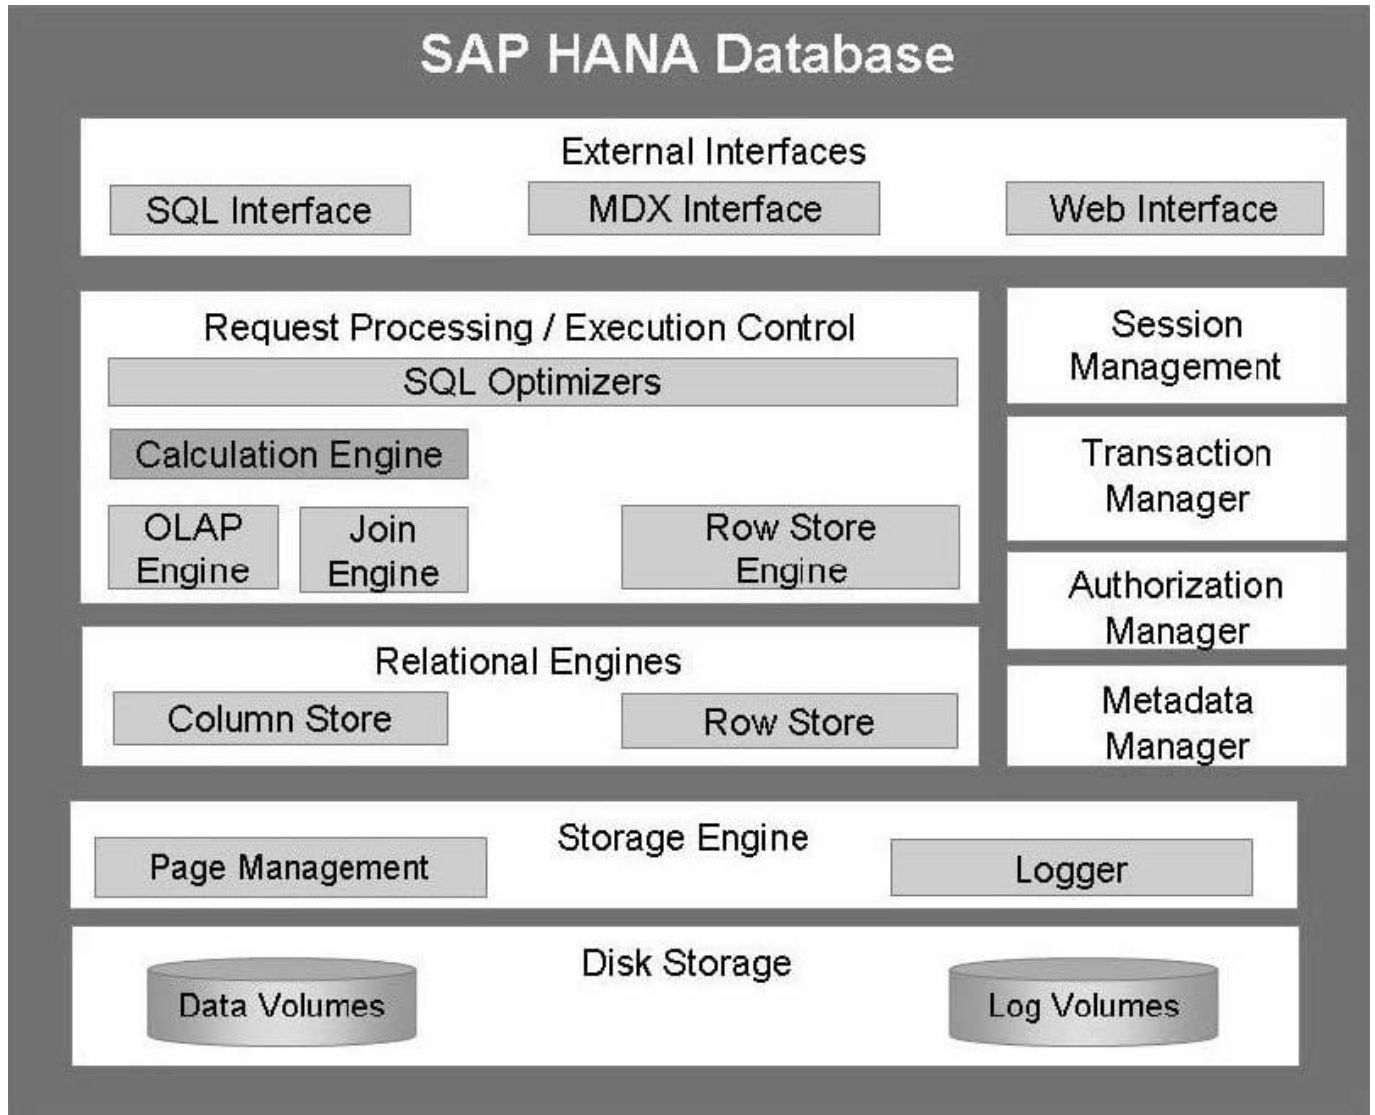 SAP HANA Database
External Interfaces
SQL Interface
MDX Interface
Web Interface
Request Processing / Execution Control
SQL Optimizers
Calculation Engine
OLAP
Engine
Join
Engine
Row Store
Engine
Session
Management
Transaction
Manager
Authorization
Manager
Metadata
Manager
Relational Engines
Column Store
Row Store
Storage Engine
Page Management
Logger
Disk Storage
Data Volumes
Log Volumes